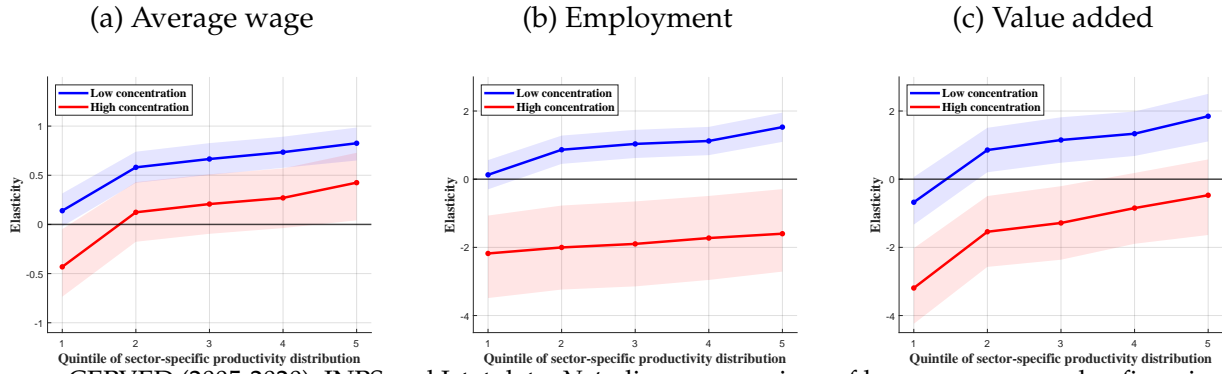 (a) Average wage
Low concentration
High concentration
Elasticity
1
0.5
0
-0.5
-1
1 2 3 4 5
Quintile of sector-specific productivity distribution
(b) Employment
Low concentration
High concentration
Elasticity
2
0
-2
-4
1 2 3 4 5
Quintile of sector-specific productivity distribution
(c) Value added
Low concentration
High concentration
Elasticity
2
0
-2
-4
1 2 3 4 5
Quintile of sector-specific productivity distribution